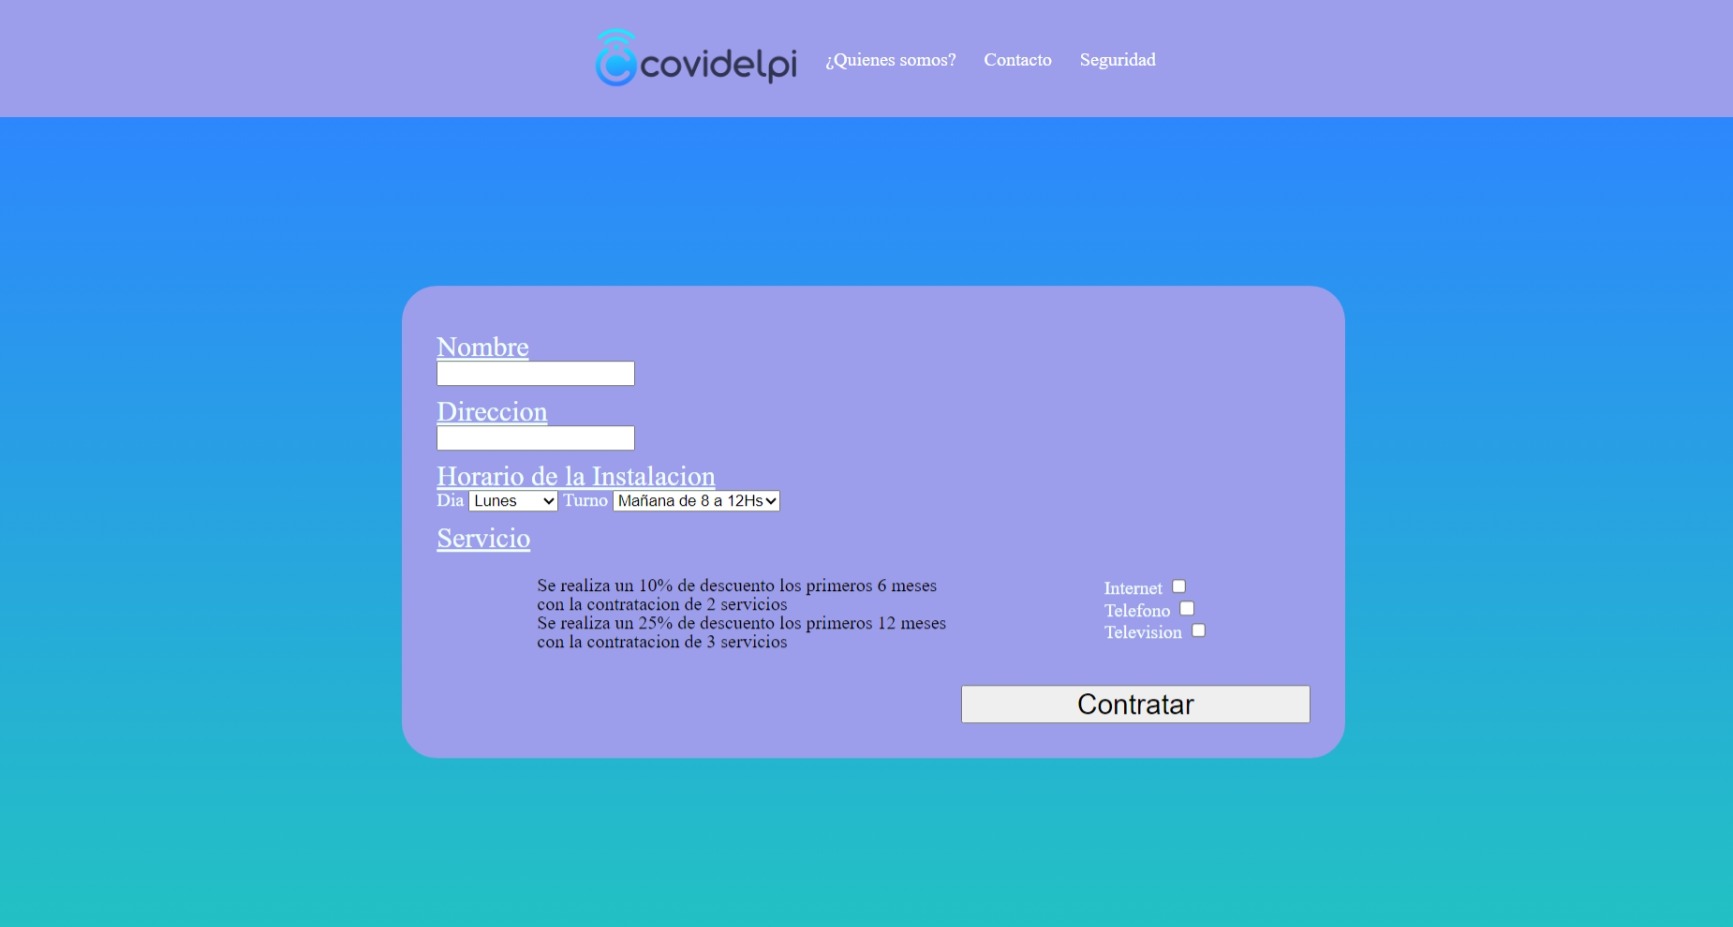 covidelpi ¿Quienes somos? Contacto Seguridad
Nombre
Direccion
Horario de la Instalacion
Dia Lunes Turno Mañana de 8 a 12Hs
Servicio
Se realiza un 10% de descuento los primeros 6 meses
con la contratacion de 2 servicios
Se realiza un 25% de descuento los primeros 12 meses
con la contratacion de 3 servicios
Internet
Telefono
Television
Contratar